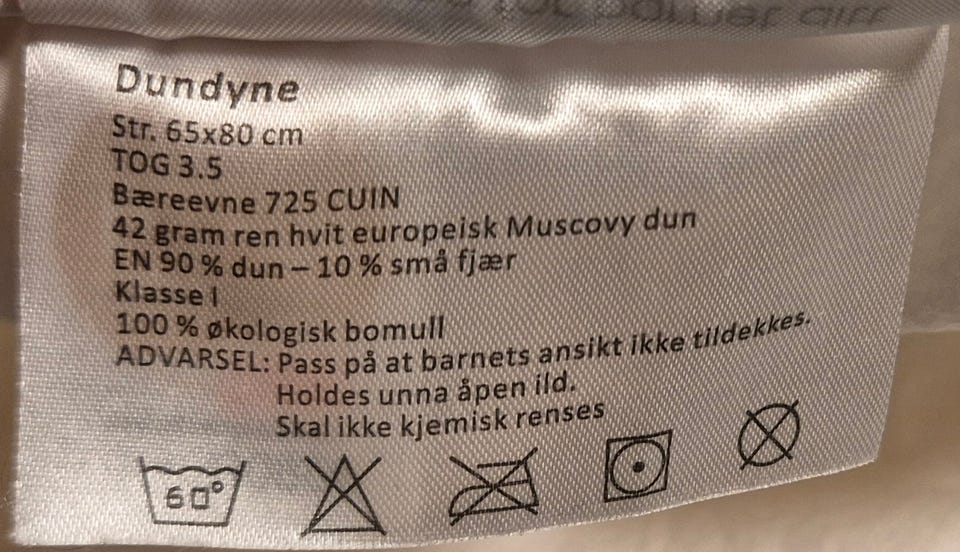 Dundyne
Str. 65x80 cm
TOG 3.5
Bæreevne 725 CUIN
42 gram ren hvit europeisk Muscovy dun
EN 90 % dun – 10 % små fjær
Klasse I
100 % økologisk bomull
ADVARSEL: Pass på at barnets ansikt ikke tildekkes.
Holdes unna åpen ild.
Skal ikke kjemisk renses
60°